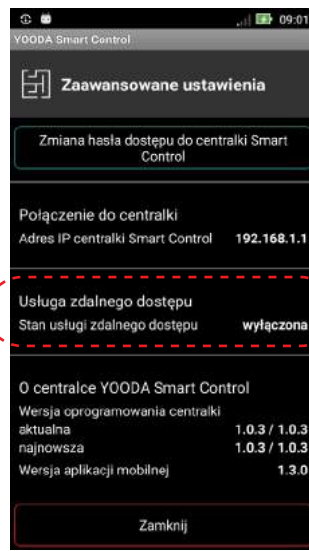 09:01
YOODA Smart Control
Zaawansowane ustawienia
Zmiana hasła dostępu do centralki Smart
Control
Połączenie do centralki
Adres IP centralki Smart Control 192.168.1.1
Usługa zdalnego dostępu
Stan usługi zdalnego dostępu wyłączona
O centralce YOODA Smart Control
Wersja oprogramowania centralki
aktualna 1.0.3 / 1.0.3
najnowsza 1.0.3 / 1.0.3
Wersja aplikacji mobilnej 1.3.0
Zamknij